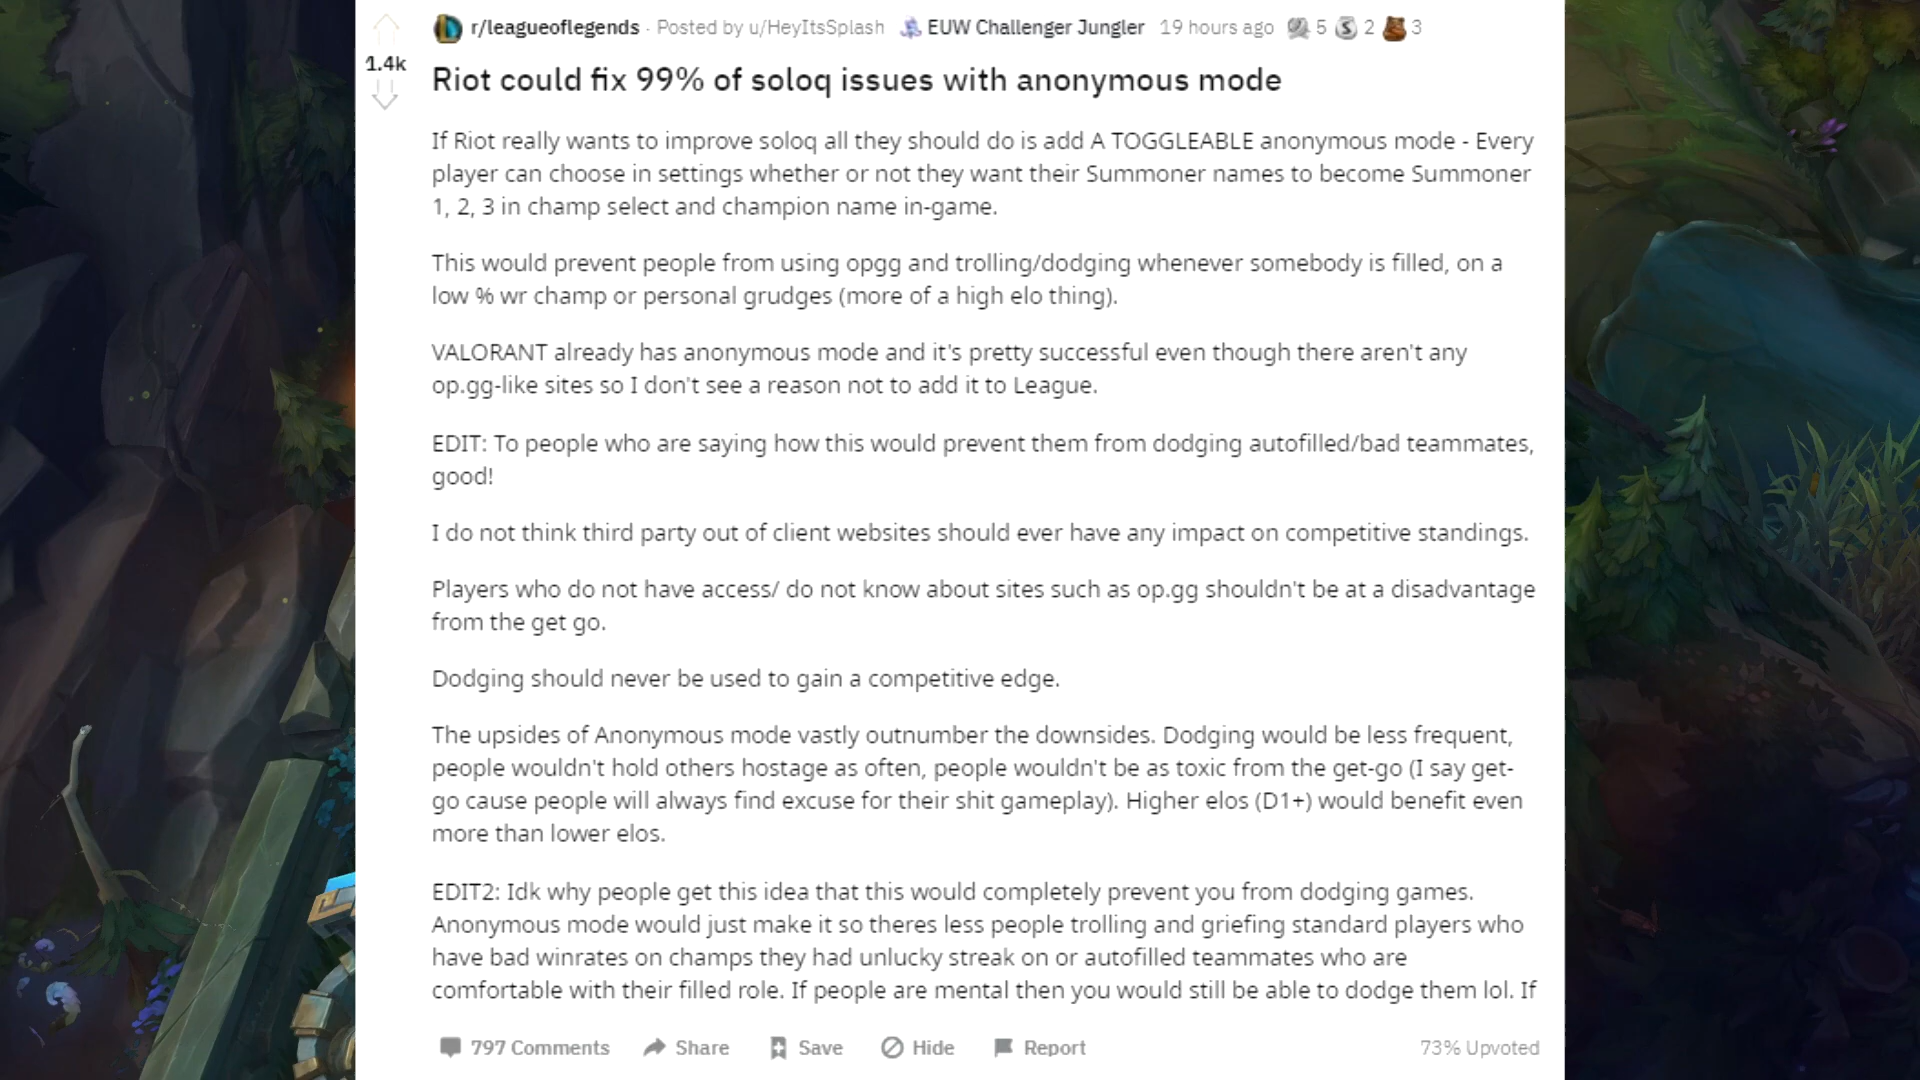 r/leagueoflegends · Posted by u/HeyItsSplash EUW Challenger Jungler 19 hours ago 5 2 3
1.4k
Riot could fix 99% of soloq issues with anonymous mode
If Riot really wants to improve soloq all they should do is add A TOGGLEABLE anonymous mode - Every
player can choose in settings whether or not they want their Summoner names to become Summoner
1, 2, 3 in champ select and champion name in-game.
This would prevent people from using opgg and trolling/dodging whenever somebody is filled, on a
low % wr champ or personal grudges (more of a high elo thing).
VALORANT already has anonymous mode and it's pretty successful even though there aren't any
op.gg-like sites so I don't see a reason not to add it to League.
EDIT: To people who are saying how this would prevent them from dodging autofilled/bad teammates,
good!
I do not think third party out of client websites should ever have any impact on competitive standings.
Players who do not have access/ do not know about sites such as op.gg shouldn't be at a disadvantage
from the get go.
Dodging should never be used to gain a competitive edge.
The upsides of Anonymous mode vastly outnumber the downsides. Dodging would be less frequent,
people wouldn't hold others hostage as often, people wouldn't be as toxic from the get-go (I say get-
go cause people will always find excuse for their shit gameplay). Higher elos (D1+) would benefit even
more than lower elos.
EDIT2: Idk why people get this idea that this would completely prevent you from dodging games.
Anonymous mode would just make it so theres less people trolling and griefing standard players who
have bad winrates on champs they had unlucky streak on or autofilled teammates who are
comfortable with their filled role. If people are mental then you would still be able to dodge them lol. If
797 Comments Share Save Hide Report 73% Upvoted